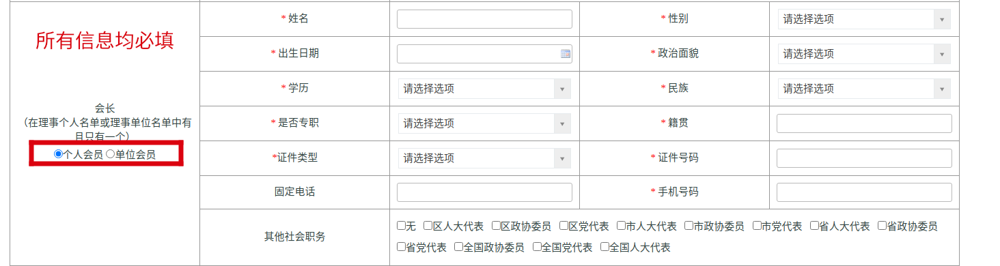 所有信息均必填
会长
（在理事个人名单或理事单位名单中有
且只有一个）
个人会员 单位会员
* 姓名
* 性别 请选择选项
* 出生日期
* 政治面貌 请选择选项
* 学历 请选择选项
* 民族 请选择选项
* 是否专职 请选择选项
* 籍贯
*证件类型 请选择选项
* 证件号码
固定电话
* 手机号码
其他社会职务
无 区人大代表 区政协委员 区党代表 市人大代表 市政协委员 市党代表 省人大代表 省政协委员
省党代表 全国政协委员 全国党代表 全国人大代表